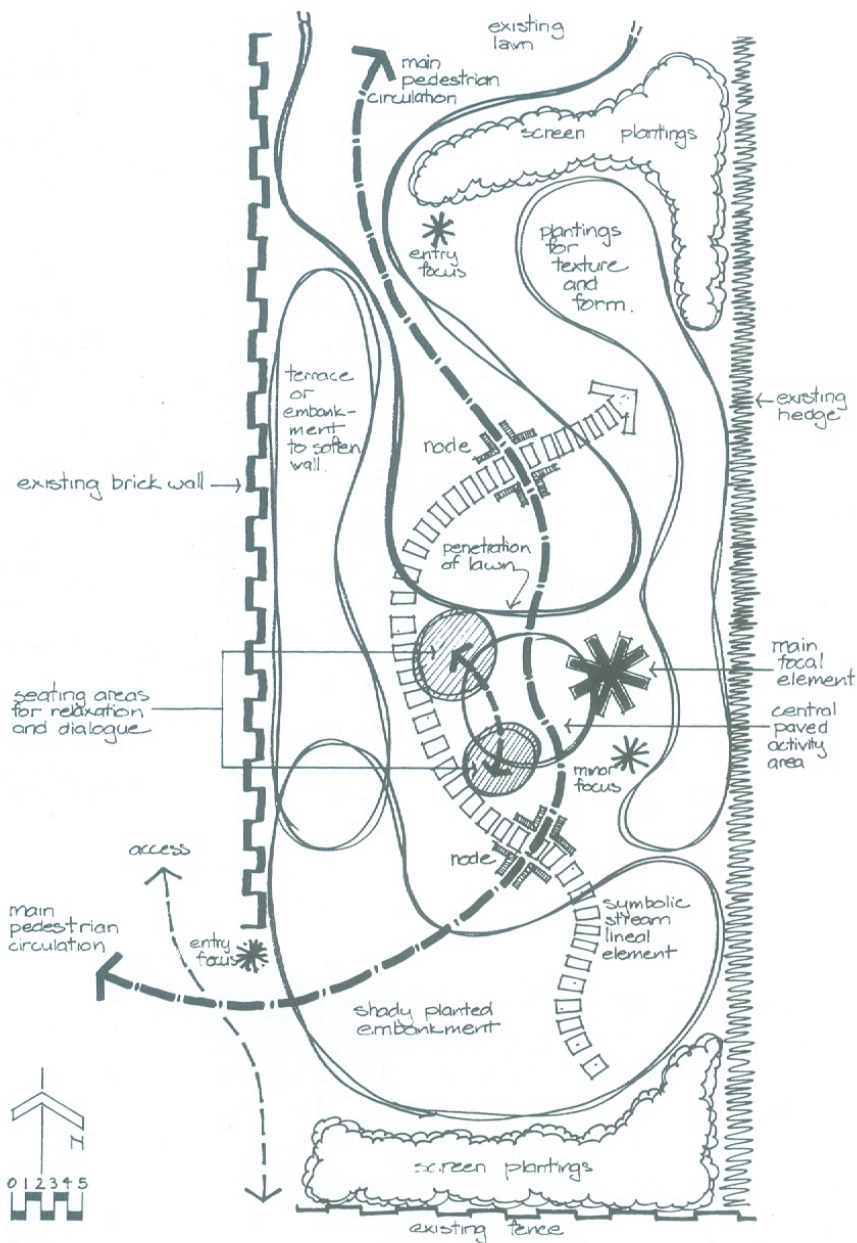 existing
lawn
main
pedestrian
circulation
screen plantings
entry
focus
plantings
for
texture
and
form.
terrace
or
embank-
ment
to soften
wall.
existing
hedge
node
existing brick wall
penetration
of lawn
main
focal
element
seating areas
for relaxation
and dialogue
central
paved
activity
area
minor
focus
access
node
main
pedestrian
circulation
entry
focus
symbolic
stream
lineal
element
shady planted
embankment
N
0 1 2 3 4 5
screen plantings
existing fence